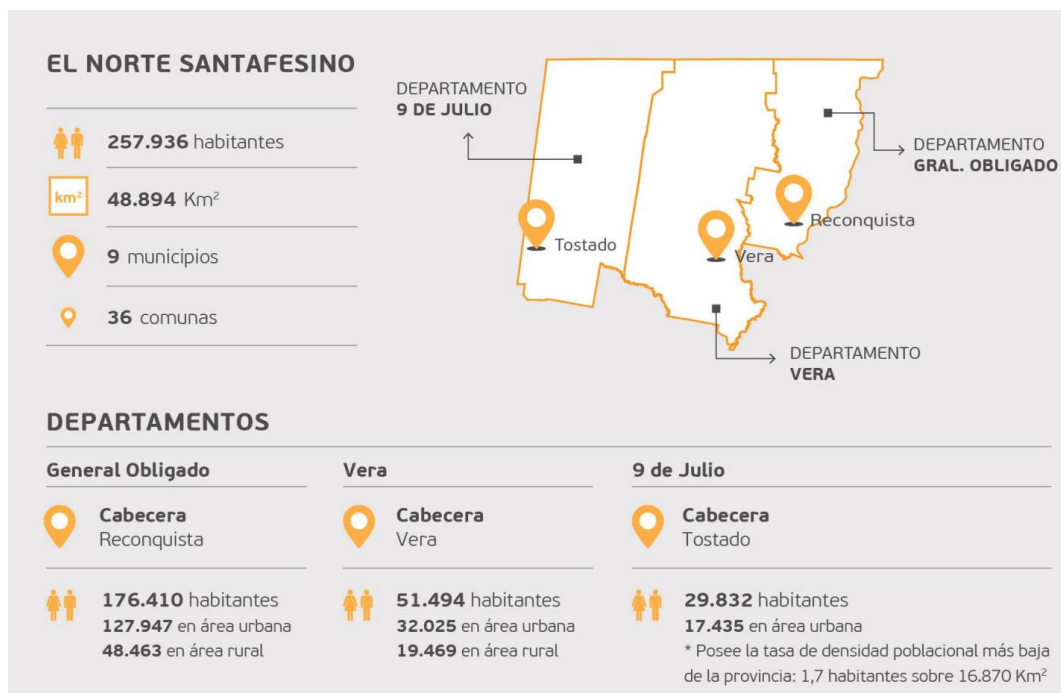 EL NORTE SANTAFESINO
257.936 habitantes
km²
48.894 Km²
9 municipios
36 comunas
DEPARTAMENTO
9 DE JULIO
DEPARTAMENTO
GRAL. OBLIGADO
Reconquista
Tostado
Vera
DEPARTAMENTO
VERA
DEPARTAMENTOS
General Obligado
Cabecera
Reconquista
176.410 habitantes
127.947 en área urbana
48.463 en área rural
Vera
Cabecera
Vera
51.494 habitantes
32.025 en área urbana
19.469 en área rural
9 de Julio
Cabecera
Tostado
29.832 habitantes
17.435 en área urbana
* Posee la tasa de densidad poblacional más baja
de la provincia: 1,7 habitantes sobre 16.870 Km²